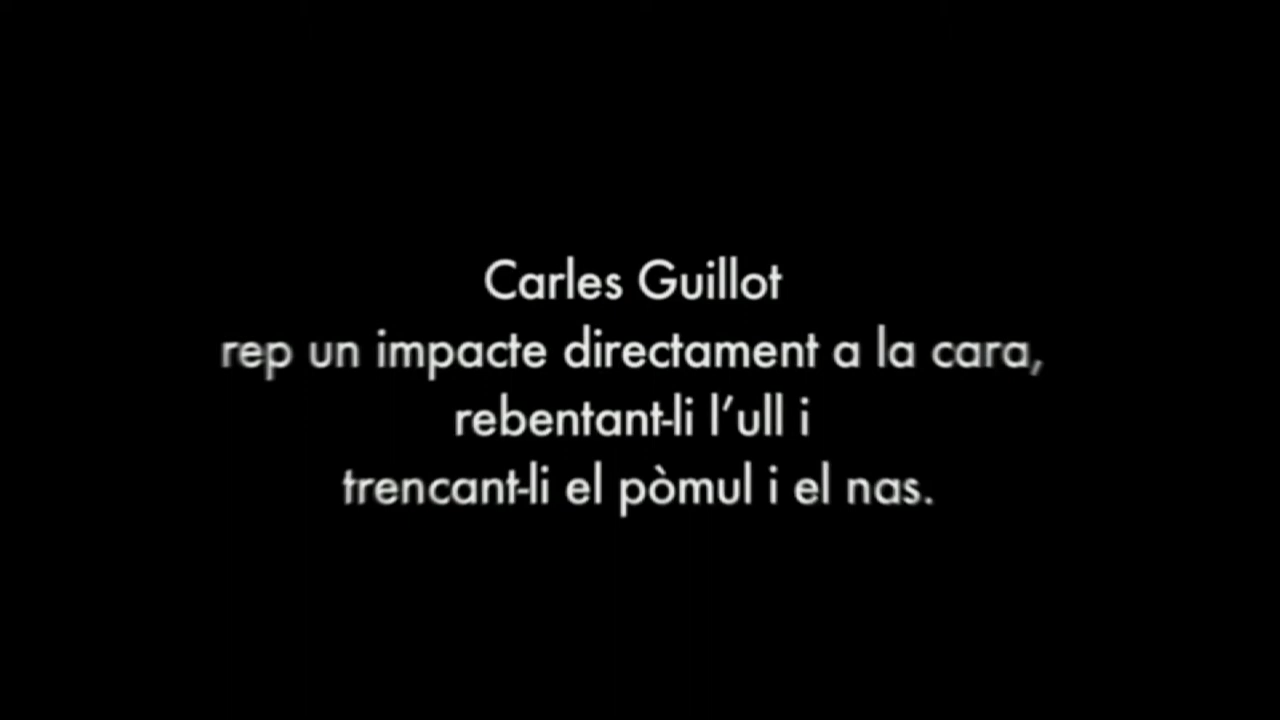 Carles Guillot
rep un impacte directament a la cara,
rebentant-li l’ull i
trencant-li el pòmul i el nas.